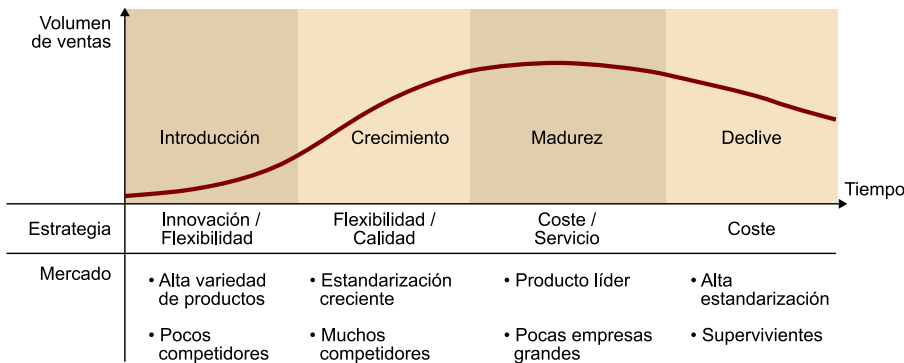 Volumen
de ventas
Introducción
Crecimiento
Madurez
Declive
Tiempo
Estrategia
Innovación /
Flexibilidad
Flexibilidad /
Calidad
Coste /
Servicio
Coste
Mercado
• Alta variedad
de productos
• Estandarización
creciente
• Producto líder
• Alta
estandarización
• Pocos
competidores
• Muchos
competidores
• Pocas empresas
grandes
• Supervivientes